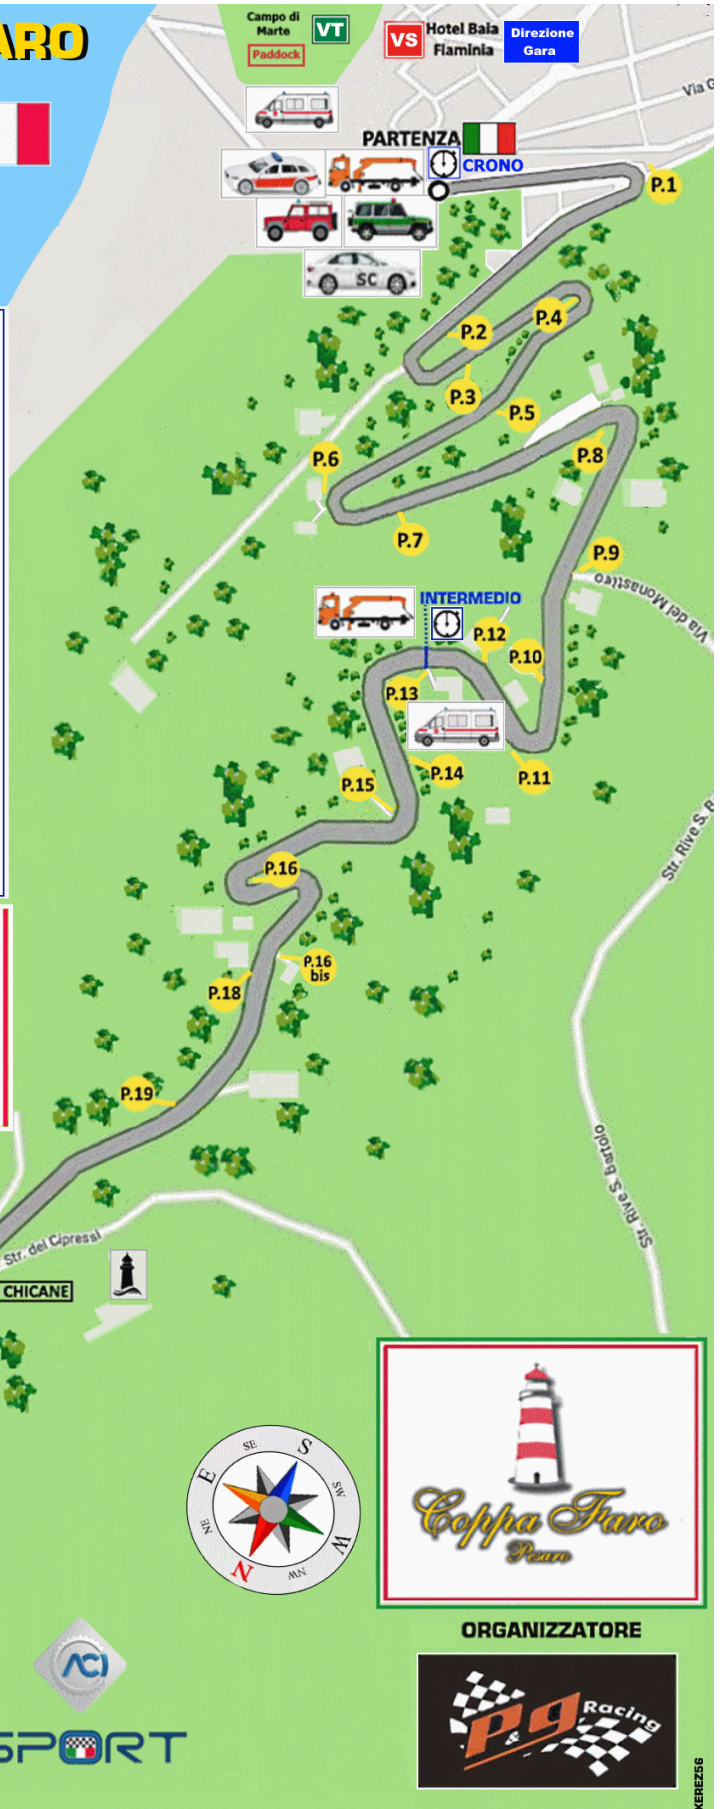 ARO
Campo di
Marte
Paddock
VT
VS
Hotel Baia
Flaminia
Direzione
Gara
Via G
PARTENZA
CRONO
P.1
SC
P.2
P.4
P.3
P.5
P.6
P.8
P.7
P.9
Via del Monastero
INTERMEDIO
P.12
P.10
P.13
P.14
P.11
P.15
Str. Rive S. B
P.16
P.16
bis
P.18
P.19
Str. Rive S. Bartolo
Str. dei Cipressi
CHICANE
S
SE
SW
E
W
NE
NW
N
Coppa Faro
Pesaro
ORGANIZZATORE
P&g Racing
ACI
SPORT
KEREZ56